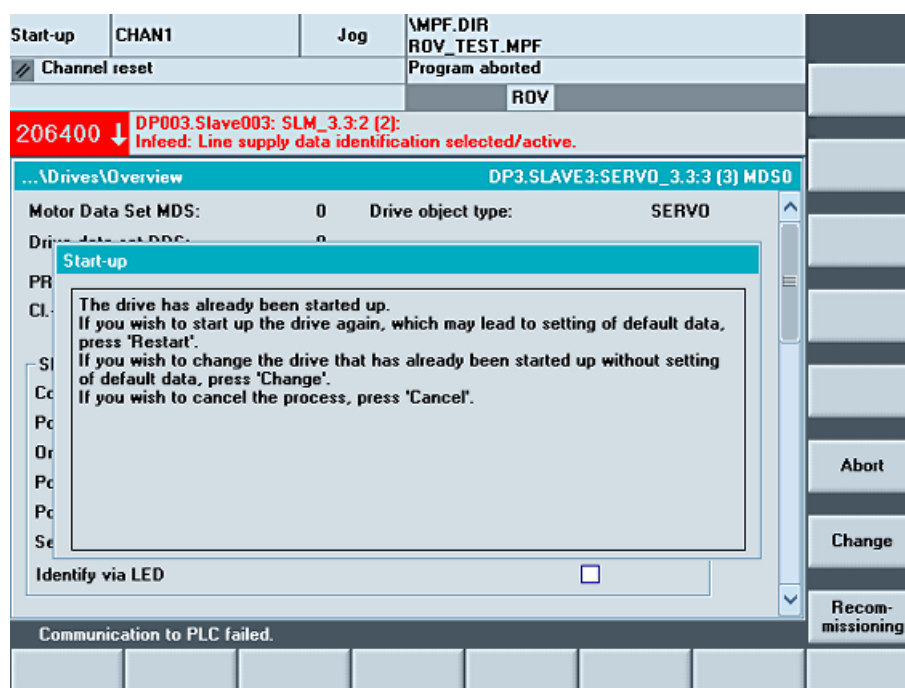 Start-up CHAN1 Jog \MPF.DIR
ROV_TEST.MPF
Channel reset Program aborted
ROV
206400 DP003.Slave003: SLM_3.3:2 (2):
Infeed: Line supply data identification selected/active.
...\Drives\Overview DP3.SLAVE3:SERVO_3.3:3 (3) MDS0
Motor Data Set MDS: 0 Drive object type: SERVO
Start-up
PR
The drive has already been started up.
CI.
If you wish to start up the drive again, which may lead to setting of default data,
press 'Restart'.
If you wish to change the drive that has already been started up without setting
of default data, press 'Change'.
If you wish to cancel the process, press 'Cancel'.
Or
Abort
Se
Change
Identify via LED
Recom-
missioning
Communication to PLC failed.